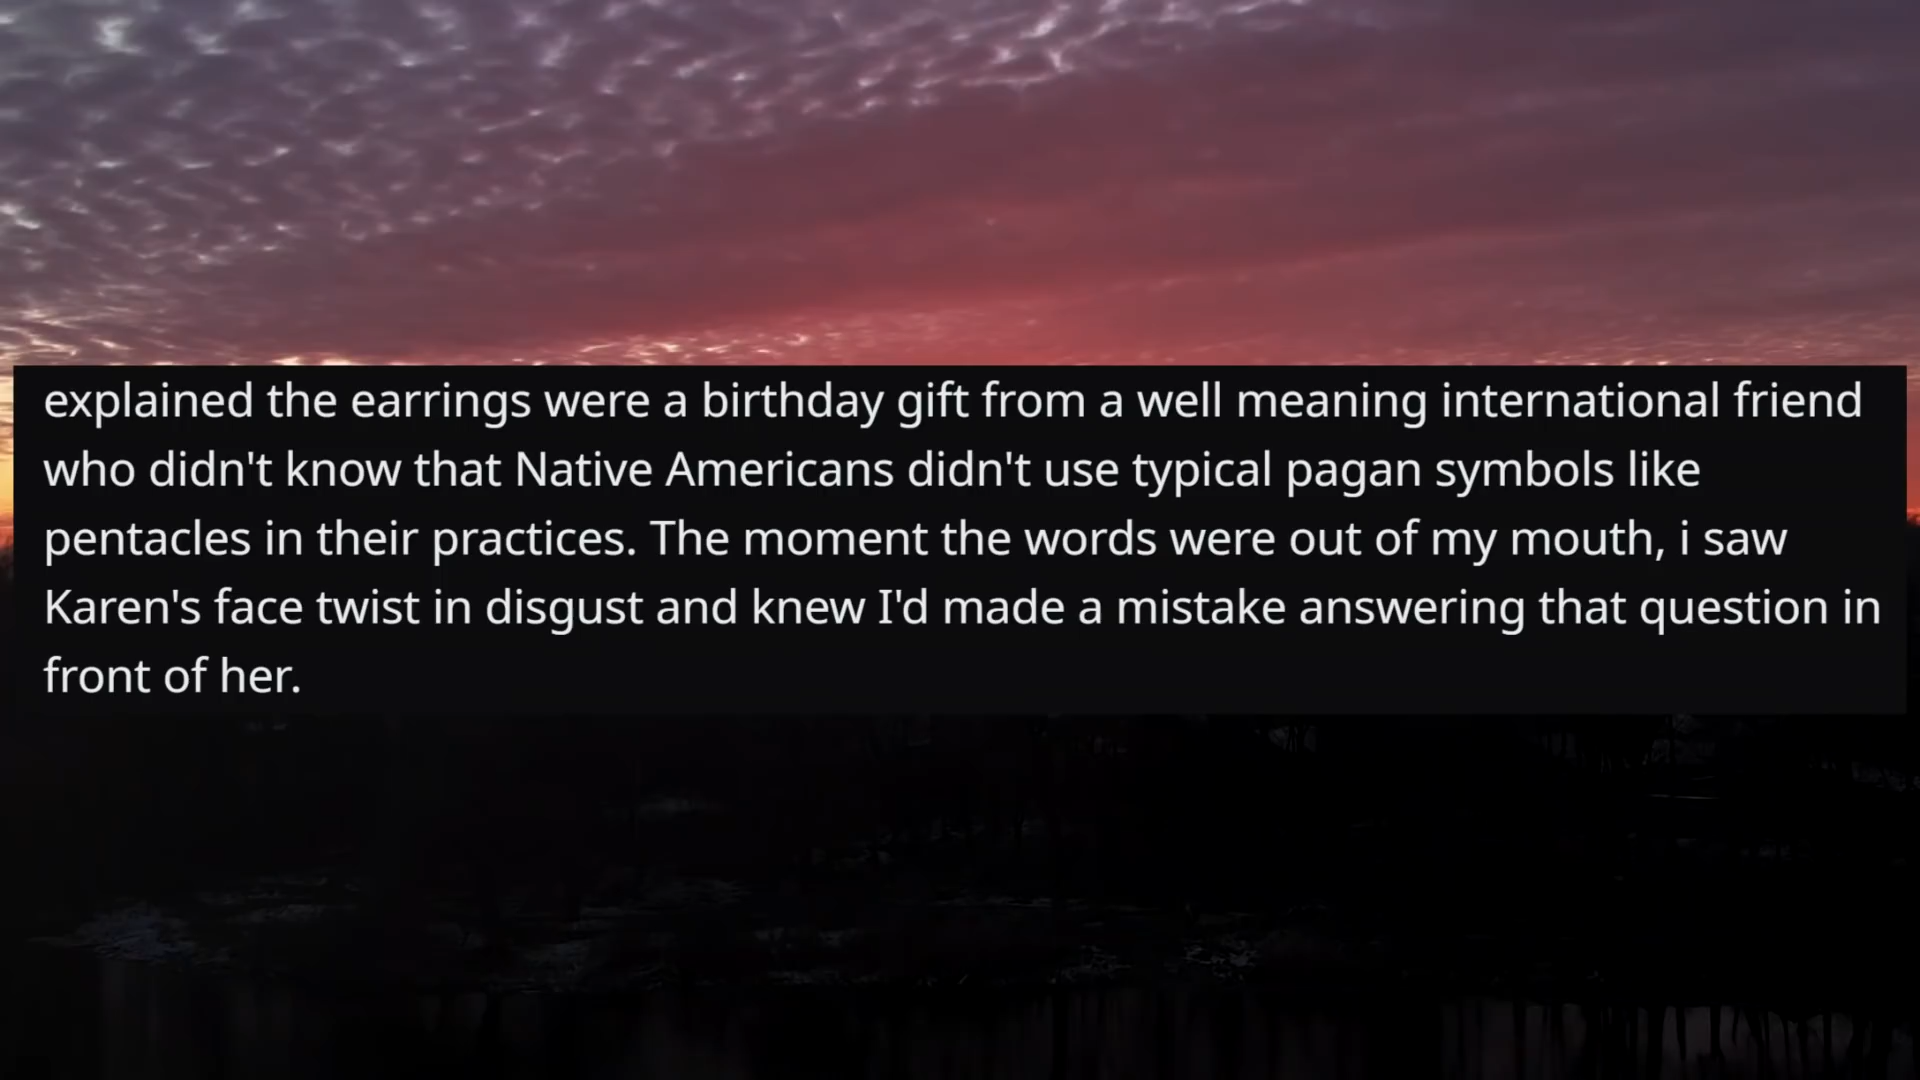 explained the earrings were a birthday gift from a well meaning international friend
who didn't know that Native Americans didn't use typical pagan symbols like
pentacles in their practices. The moment the words were out of my mouth, i saw
Karen's face twist in disgust and knew I'd made a mistake answering that question in
front of her.